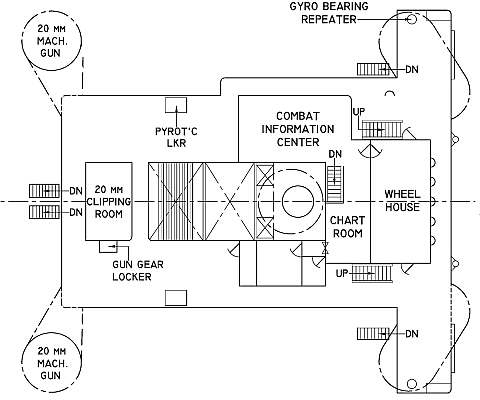 GYRO BEARING
REPEATER
20 MM
MACH.
GUN
DN
UP
PYROT'C
LKR
COMBAT
INFORMATION
CENTER
DN
DN
DN
20 MM
CLIPPING
ROOM
WHEEL
HOUSE
CHART
ROOM
GUN GEAR
LOCKER
UP
DN
20 MM
MACH.
GUN